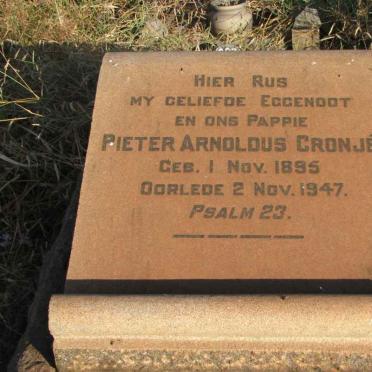 Hier Rus
my geliefde Eggenoot
en ons Pappie
Pieter Arnoldus Cronjé
Geb. 1 Nov. 1895
Oorlede 2 Nov. 1947.
Psalm 23.